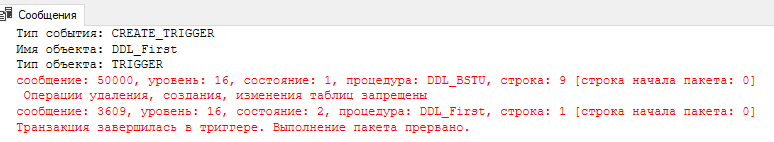 Сообщения
Тип события: CREATE_TRIGGER
Имя объекта: DDL_First
Тип объекта: TRIGGER
сообщение: 50000, уровень: 16, состояние: 1, процедура: DDL_BSTU, строка: 9 [строка начала пакета: 0]
Операции удаления, создания, изменения таблиц запрещены
сообщение: 3609, уровень: 16, состояние: 2, процедура: DDL_First, строка: 1 [строка начала пакета: 0]
Транзакция завершилась в триггере. Выполнение пакета прервано.